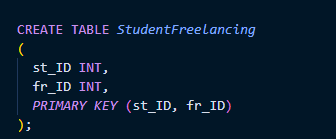 CREATE TABLE StudentFreelancing
(
st_ID INT,
fr_ID INT,
PRIMARY KEY (st_ID, fr_ID)
);